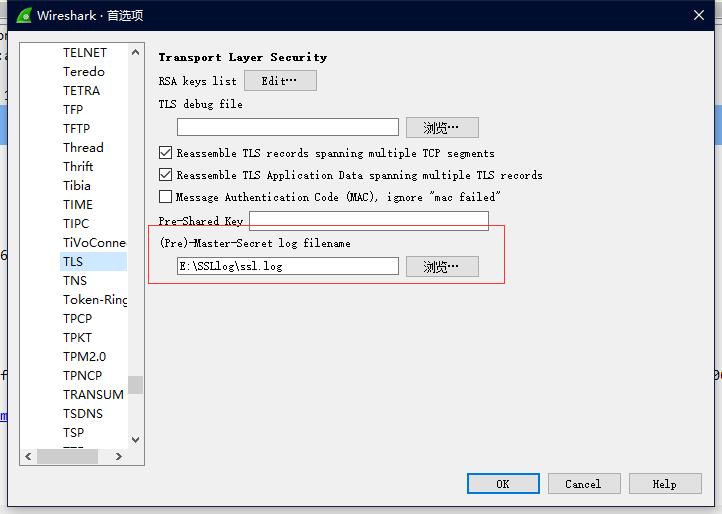 Wireshark · 首选项
TELNET
Teredo
TETRA
TFP
TFTP
Thread
Thrift
Tibia
TIME
TIPC
TiVoConne
TLS
TNS
Token-Ring
TPCP
TPKT
TPM2.0
TPNCP
TRANSUM
TSDNS
TSP
Transport Layer Security
RSA keys list
Edit…
TLS debug file
浏览…
Reassemble TLS records spanning multiple TCP segments
Reassemble TLS Application Data spanning multiple TLS records
Message Authentication Code (MAC), ignore "mac failed"
Pre-Shared Key
(Pre)-Master-Secret log filename
E:\SSLlog\ssl.log
浏览…
OK
Cancel
Help